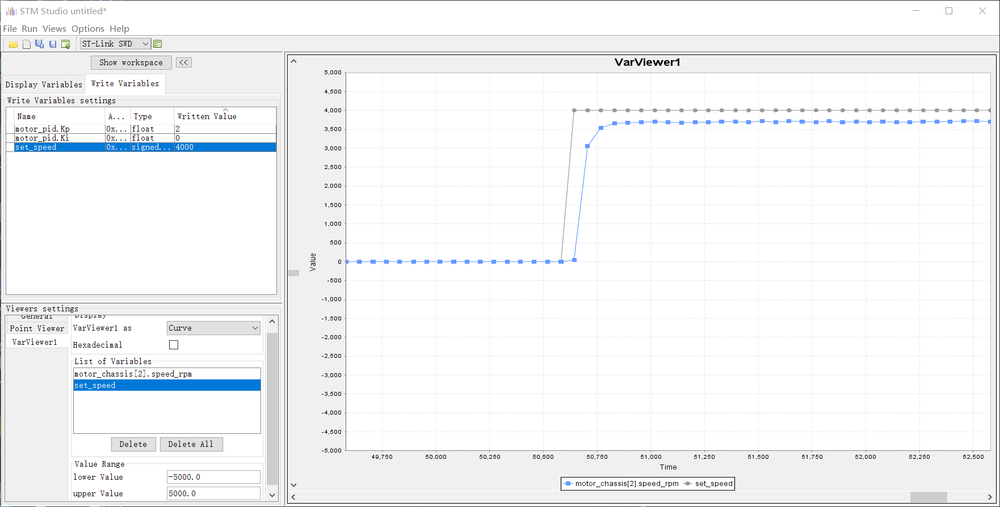 STM Studio untitled*
File Run Views Options Help
ST-Link SWD
Show workspace <<
Display Variables Write Variables
Write Variables settings
Name A... Type Written Value
motor_pid.Kp 0x... float 2
motor_pid.Ki 0x... float 0
set_speed 0x... signed... 4000
Viewers settings
General
Point Viewer
VarViewer1
Display
VarViewer1 as Curve
Hexadecimal
List of Variables
motor_chassis[2].speed_rpm
set_speed
Delete Delete All
Value Range
lower Value -5000.0
upper Value 5000.0
VarViewer1
5,000
4,500
4,000
3,500
3,000
2,500
2,000
1,500
1,000
500
0
-500
-1,000
-1,500
-2,000
-2,500
-3,000
-3,500
-4,000
-4,500
-5,000
Value
49,750 50,000 50,250 50,500 50,750 51,000 51,250 51,500 51,750 52,000 52,250 52,500
Time
motor_chassis[2].speed_rpm set_speed